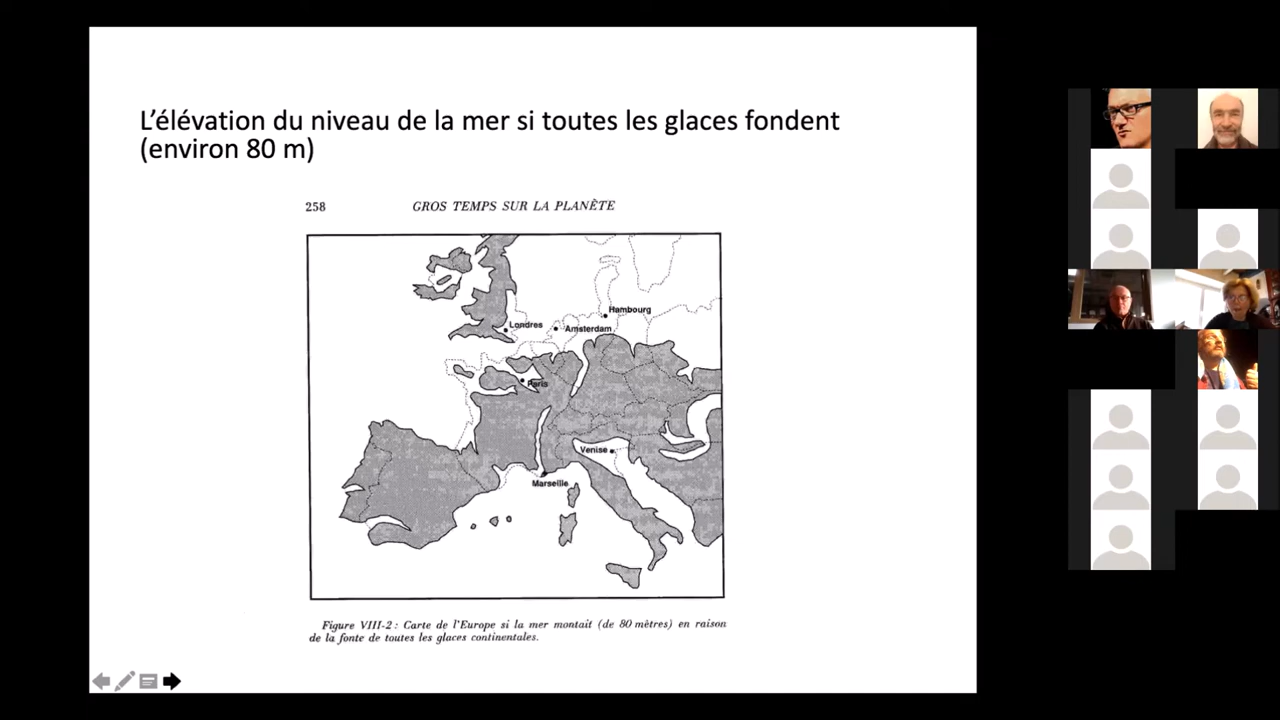 L'élévation du niveau de la mer si toutes les glaces fondent
(environ 80 m)
258
GROS TEMPS SUR LA PLANÈTE
Hambourg
Londres
Amsterdam
Paris
Venise
Marseille
Figure VIII-2 : Carte de l'Europe si la mer montait (de 80 mètres) en raison
de la fonte de toutes les glaces continentales.